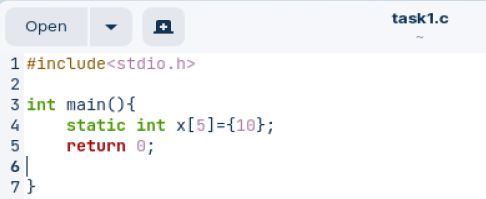 Open
task1.c
~
1 #include<stdio.h>
2
3 int main(){
4     static int x[5]={10};
5     return 0;
6
7 }